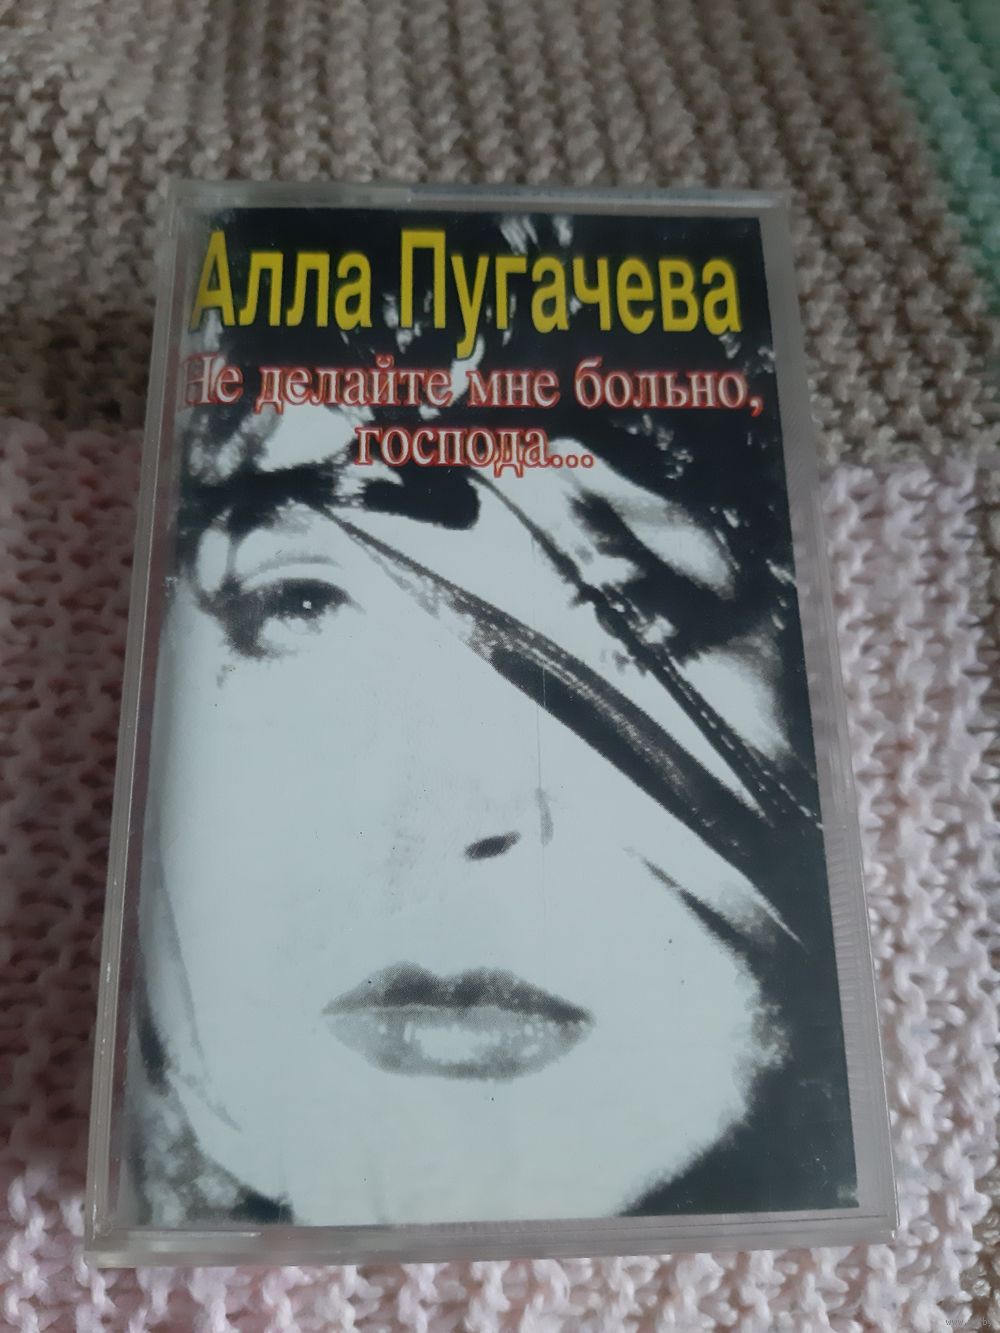 Алла Пугачева
Не делайте мне больно,
господа...